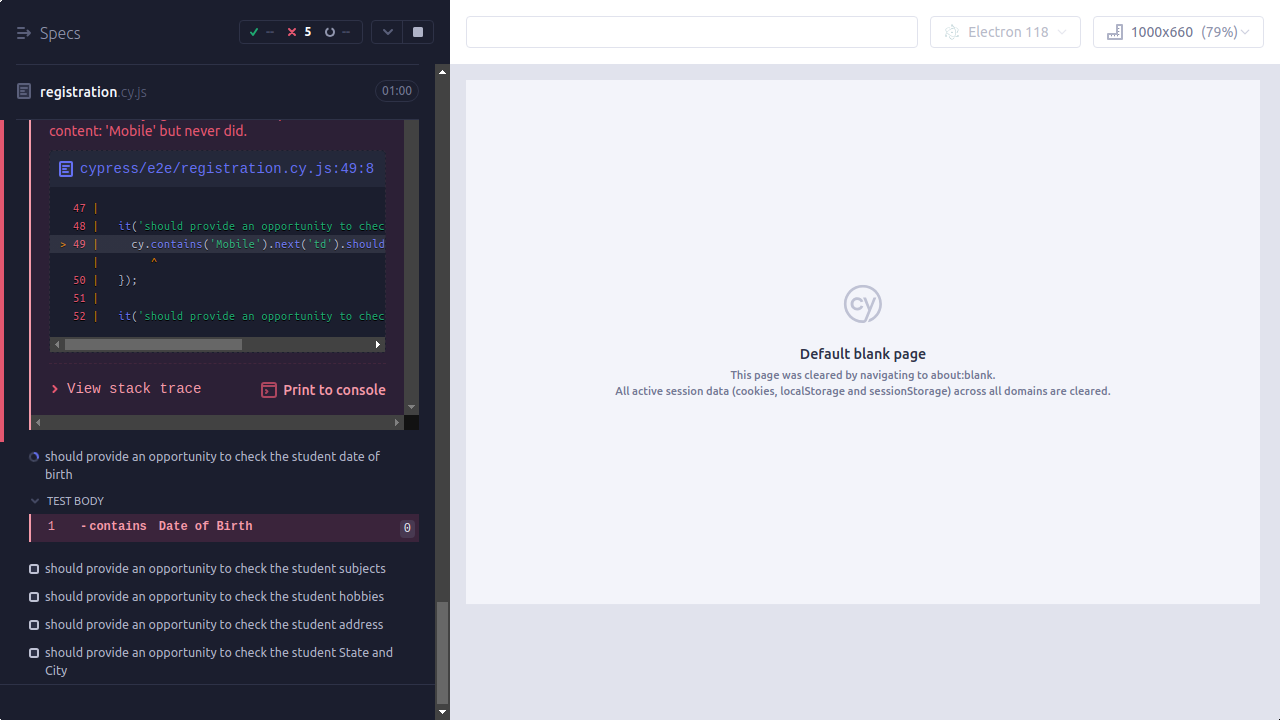 Specs
--
5
--
registration.cy.js
01:00
content: 'Mobile' but never did.
cypress/e2e/registration.cy.js:49:8
47 |
48 |   it('should provide an opportunity to chec
> 49 |     cy.contains('Mobile').next('td').should
|        ^
50 |   });
51 |
52 |   it('should provide an opportunity to chec
View stack trace
Print to console
should provide an opportunity to check the student date of
birth
TEST BODY
1 -contains Date of Birth 0
should provide an opportunity to check the student subjects
should provide an opportunity to check the student hobbies
should provide an opportunity to check the student address
should provide an opportunity to check the student State and
City
Electron 118
1000x660 (79%)
cy
Default blank page
This page was cleared by navigating to about:blank.
All active session data (cookies, localStorage and sessionStorage) across all domains are cleared.